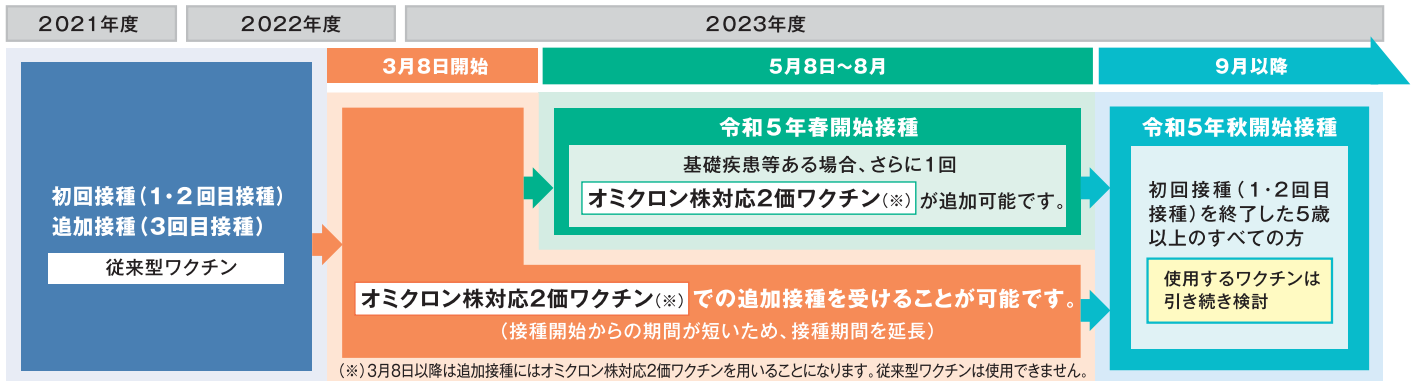 2021年度
2022年度
2023年度
3月8日開始
5月8日～8月
9月以降
初回接種（1・2回目接種）
追加接種（3回目接種）
従来型ワクチン
令和5年春開始接種
基礎疾患等ある場合、さらに1回
オミクロン株対応2価ワクチン（※）が追加可能です。
オミクロン株対応2価ワクチン（※）での追加接種を受けることが可能です。
（接種開始からの期間が短いため、接種期間を延長）
（※）3月8日以降は追加接種にはオミクロン株対応2価ワクチンを用いることになります。従来型ワクチンは使用できません。
令和5年秋開始接種
初回接種（1・2回目
接種）を終了した5歳
以上のすべての方
使用するワクチンは
引き続き検討